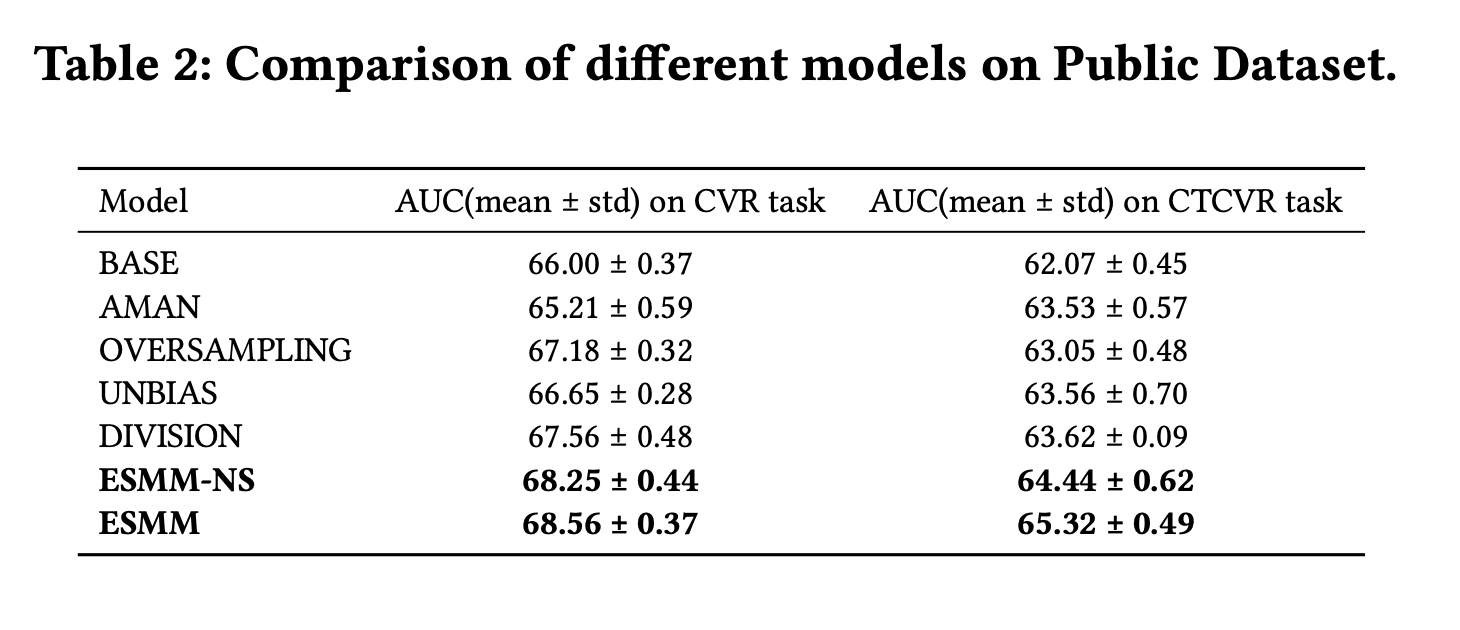 Table 2: Comparison of different models on Public Dataset.
Model AUC(mean ± std) on CVR task AUC(mean ± std) on CTCVR task
BASE 66.00 ± 0.37 62.07 ± 0.45
AMAN 65.21 ± 0.59 63.53 ± 0.57
OVERSAMPLING 67.18 ± 0.32 63.05 ± 0.48
UNBIAS 66.65 ± 0.28 63.56 ± 0.70
DIVISION 67.56 ± 0.48 63.62 ± 0.09
ESMM-NS 68.25 ± 0.44 64.44 ± 0.62
ESMM 68.56 ± 0.37 65.32 ± 0.49